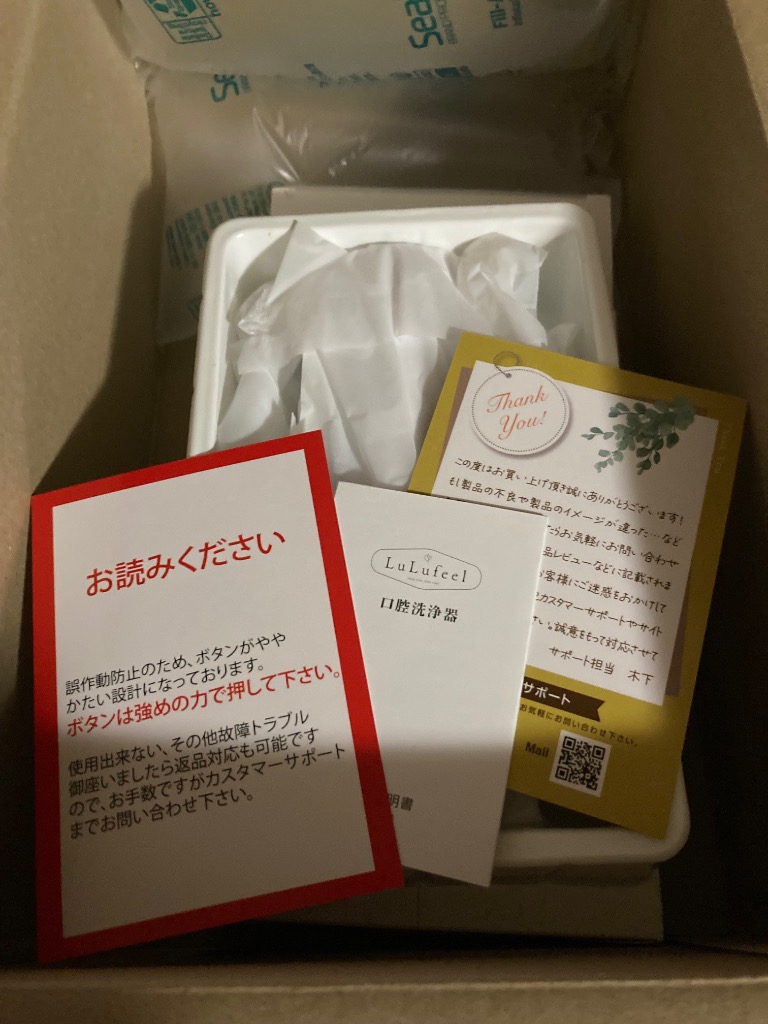 Fill-
お読みください
誤作動防止のため、ボタンがやや
かたい設計になっております。
ボタンは強めの力で押して下さい。
使用出来ない、その他故障トラブル
御座いましたら返品対応も可能です
ので、お手数ですがカスタマーサポート
までお問い合わせ下さい。
LuLufeel
口腔洗浄器
明書
Thank
You!
この度はお買い上げ頂き誠にありがとうございます!
もし製品の不良や製品のイメージが違った…など
たらお気軽にお問い合わせ
品レビューなどに記載されま
お客様にご迷惑をおかけして
カスタマーサポートやサイト
さい。誠意をもって対応させて
サポート担当 木下
サポート
お気軽にお問い合わせ下さい。
Mail